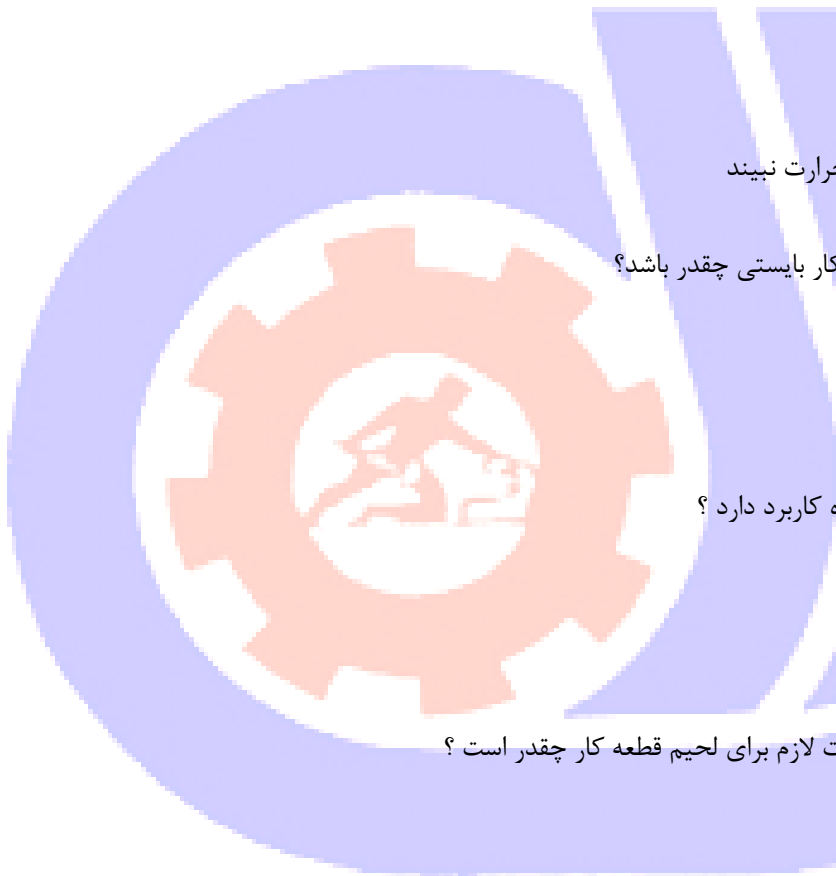 حرارت نبیند
کار بایستی چقدر باشد؟
کاربرد دارد ؟
لازم برای لحیم قطعه کار چقدر است ؟